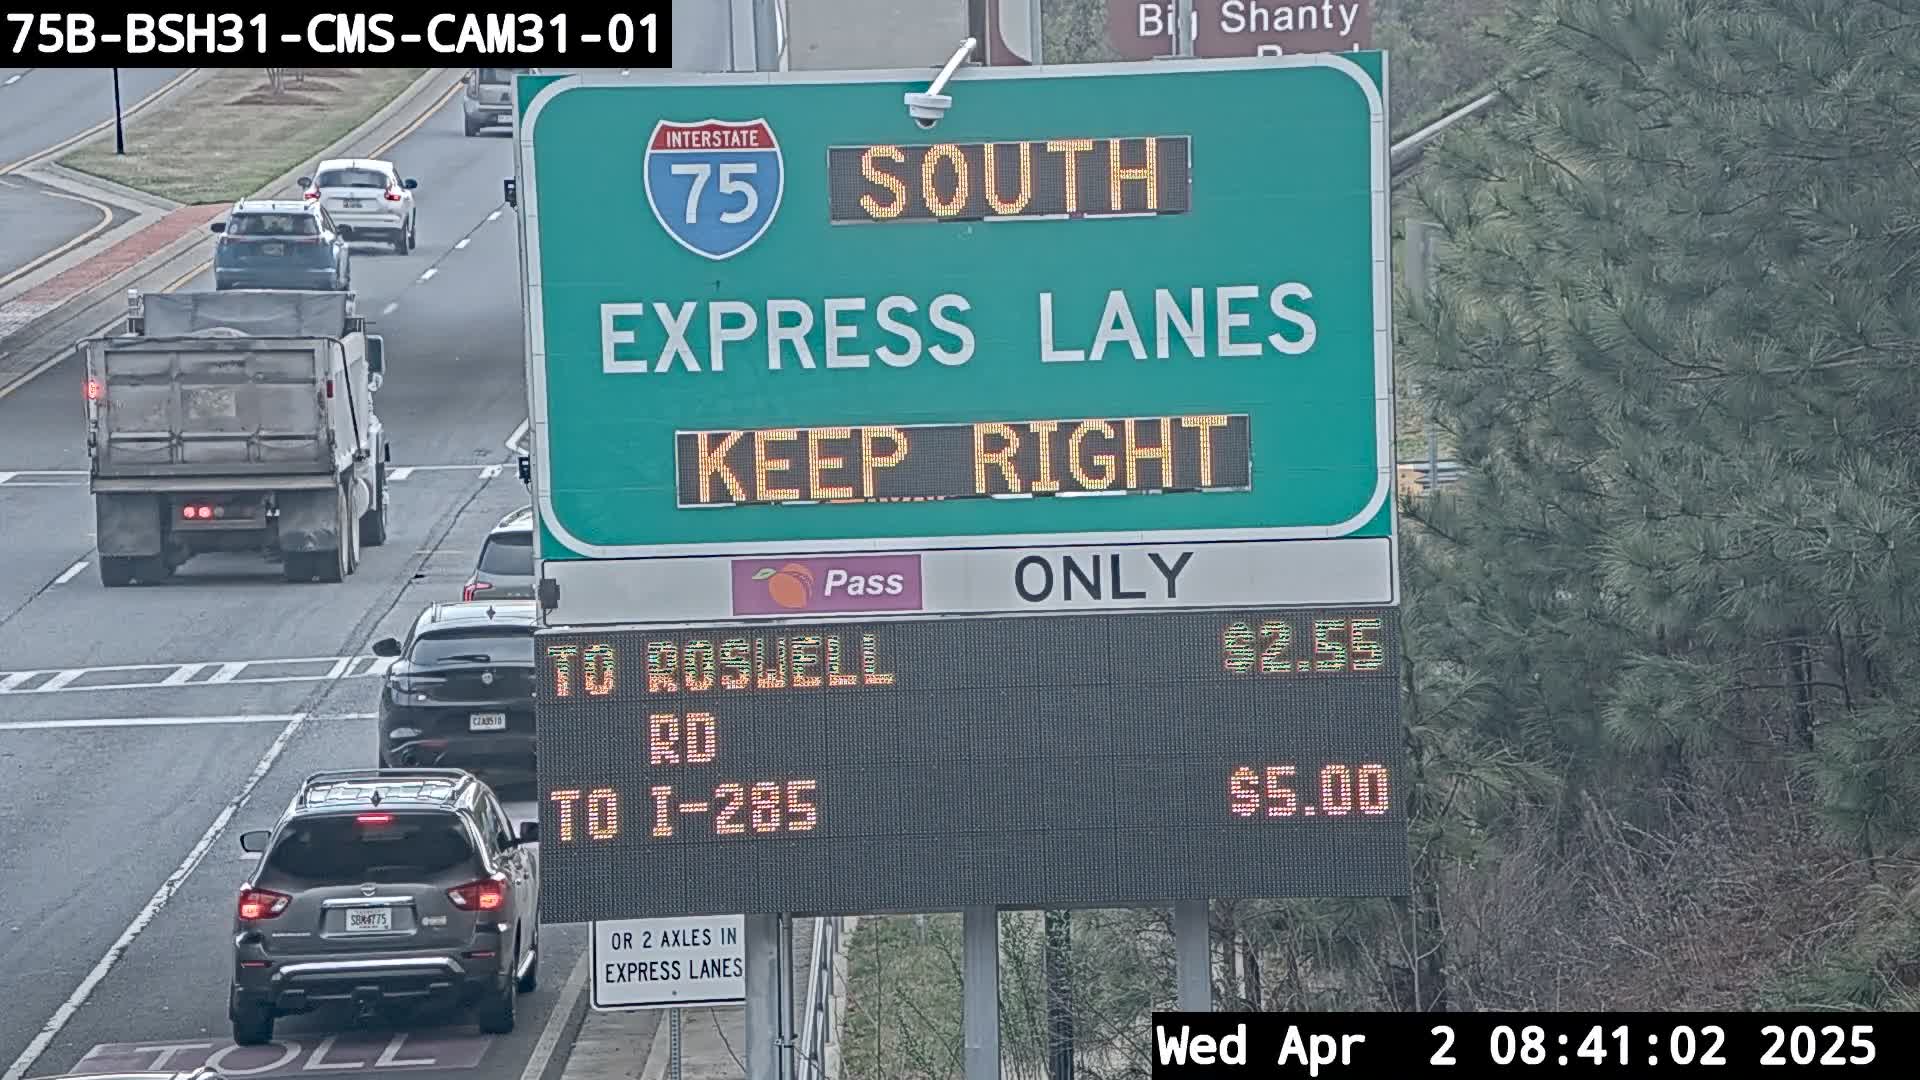 75B-BSH31-CMS-CAM31-01
Big Shanty
Road
INTERSTATE
75
SOUTH
EXPRESS LANES
KEEP RIGHT
Pass ONLY
TO ROSWELL $2.55
RD
TO I-285 $5.00
OR 2 AXLES IN
EXPRESS LANES
TOLL
Wed Apr 2 08:41:02 2025